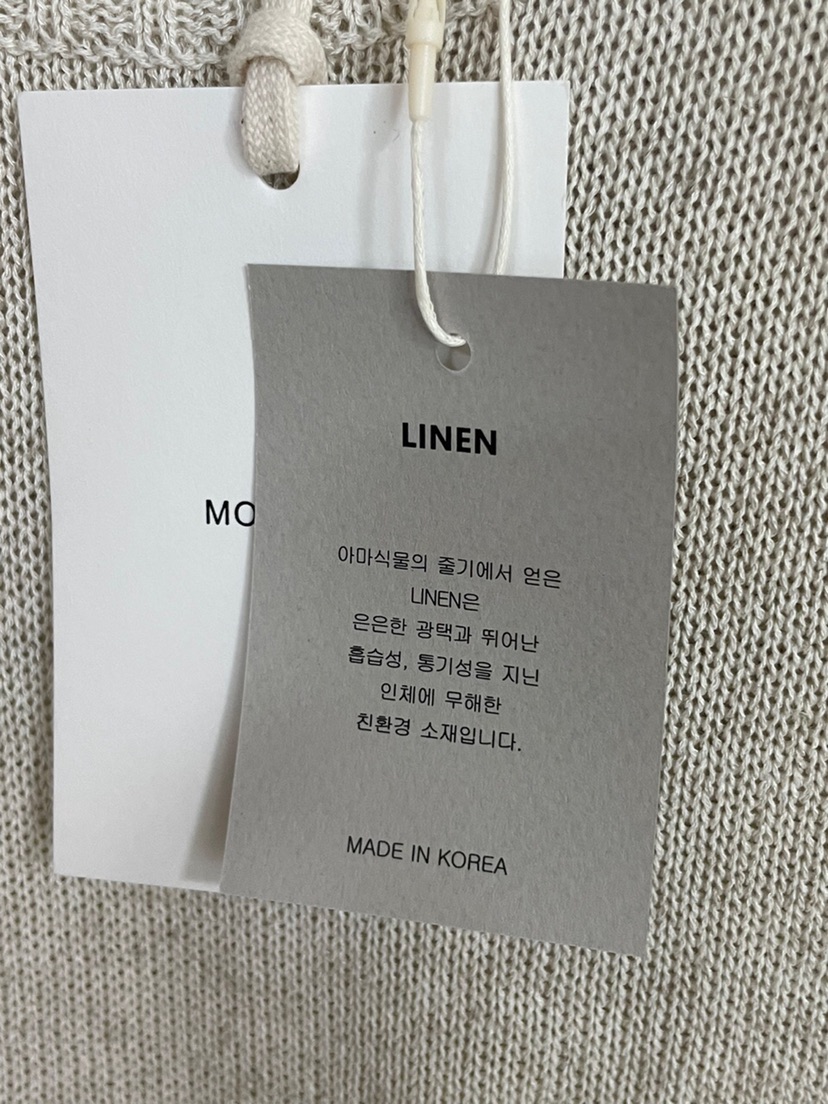 LINEN
아마식물의 줄기에서 얻은
LINEN은
은은한 광택과 뛰어난
흡습성, 통기성을 지닌
인체에 무해한
친환경 소재입니다.
MADE IN KOREA
MO